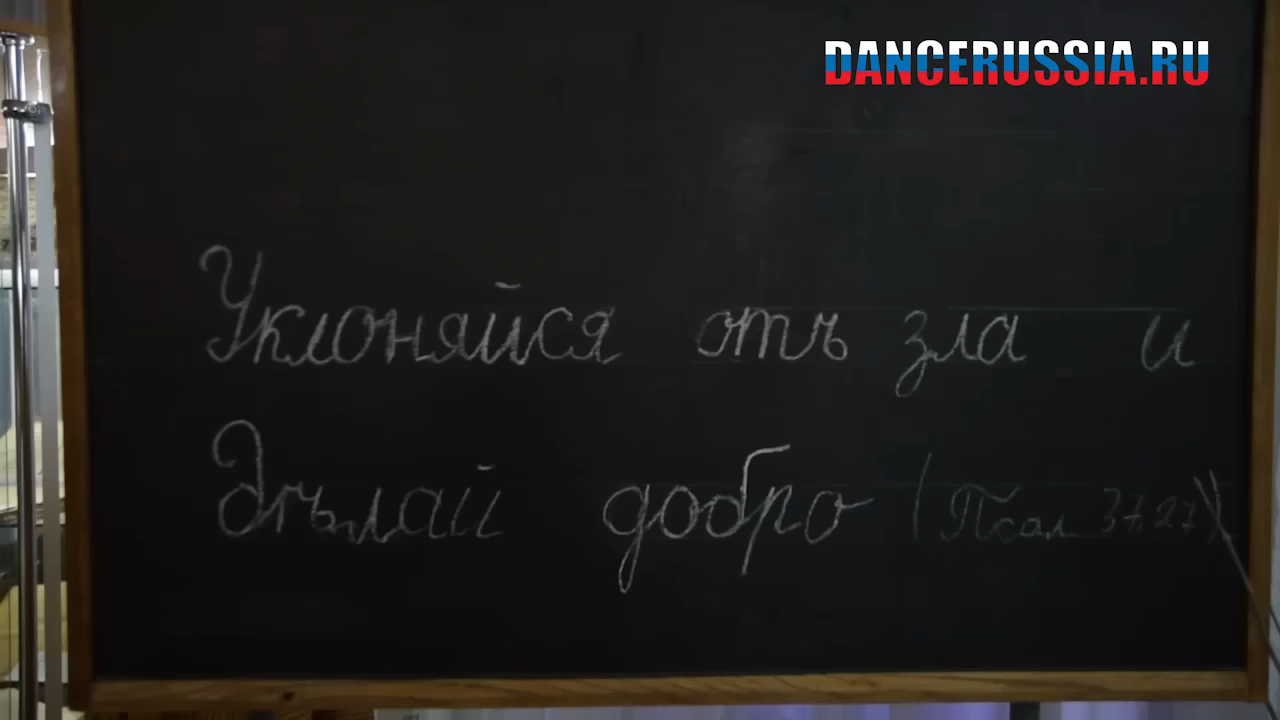 DANCERUSSIA.RU
Уклоняйся отъ зла и
дѣлай добро (Псал. 37,27)